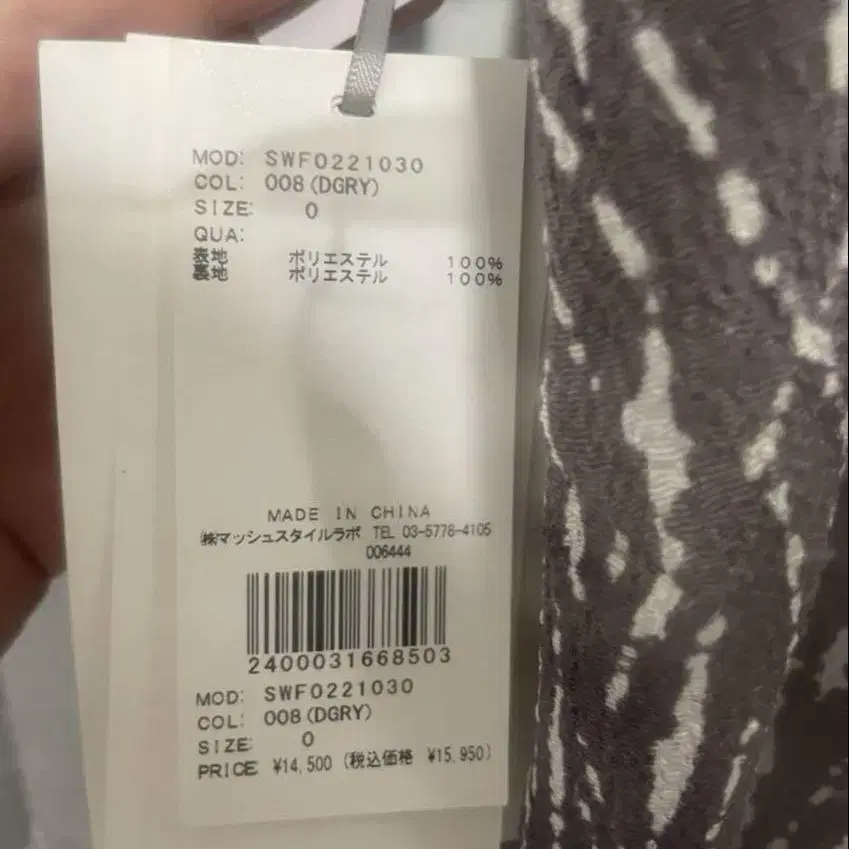 MOD: SWF0221030
COL: 008(DGRY)
SIZE: 0
QUA:
表地 ポリエステル 100%
裏地 ポリエステル 100%
MADE IN CHINA
㈱マッシュスタイルラボ TEL 03-5778-4105
006444
2400031668503
MOD: SWF0221030
COL: 008(DGRY)
SIZE: 0
PRICE ¥14,500 (税込価格 ¥15,950)